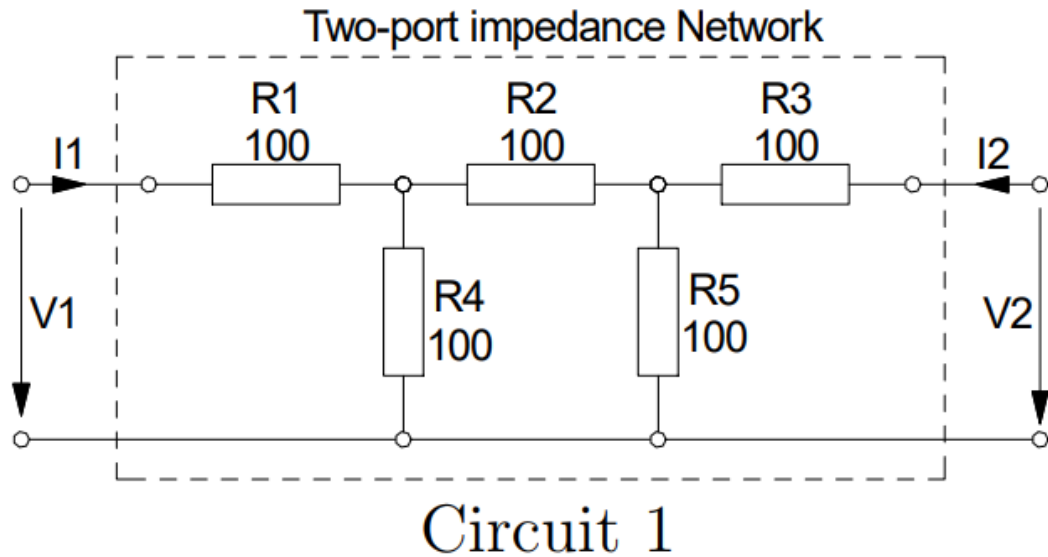 Two-port impedance Network
R1 R2 R3
I1 100 100 100 I2
R4 R5
V1 100 100 V2
Circuit 1